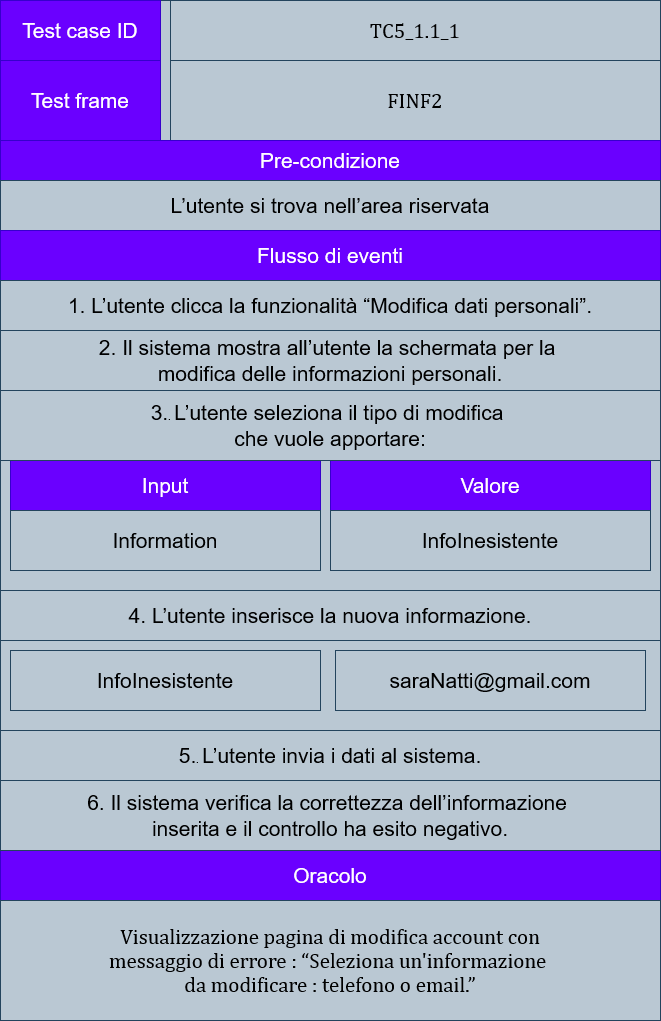 Test case ID
TC5_1.1_1
Test frame
FINF2
Pre-condizione
L’utente si trova nell’area riservata
Flusso di eventi
1. L’utente clicca la funzionalità “Modifica dati personali”.
2. Il sistema mostra all’utente la schermata per la
modifica delle informazioni personali.
3.. L’utente seleziona il tipo di modifica
che vuole apportare:
Input
Valore
Information
InfoInesistente
4. L’utente inserisce la nuova informazione.
InfoInesistente
saraNatti@gmail.com
5.. L’utente invia i dati al sistema.
6. Il sistema verifica la correttezza dell’informazione
inserita e il controllo ha esito negativo.
Oracolo
Visualizzazione pagina di modifica account con
messaggio di errore : “Seleziona un'informazione
da modificare : telefono o email.”